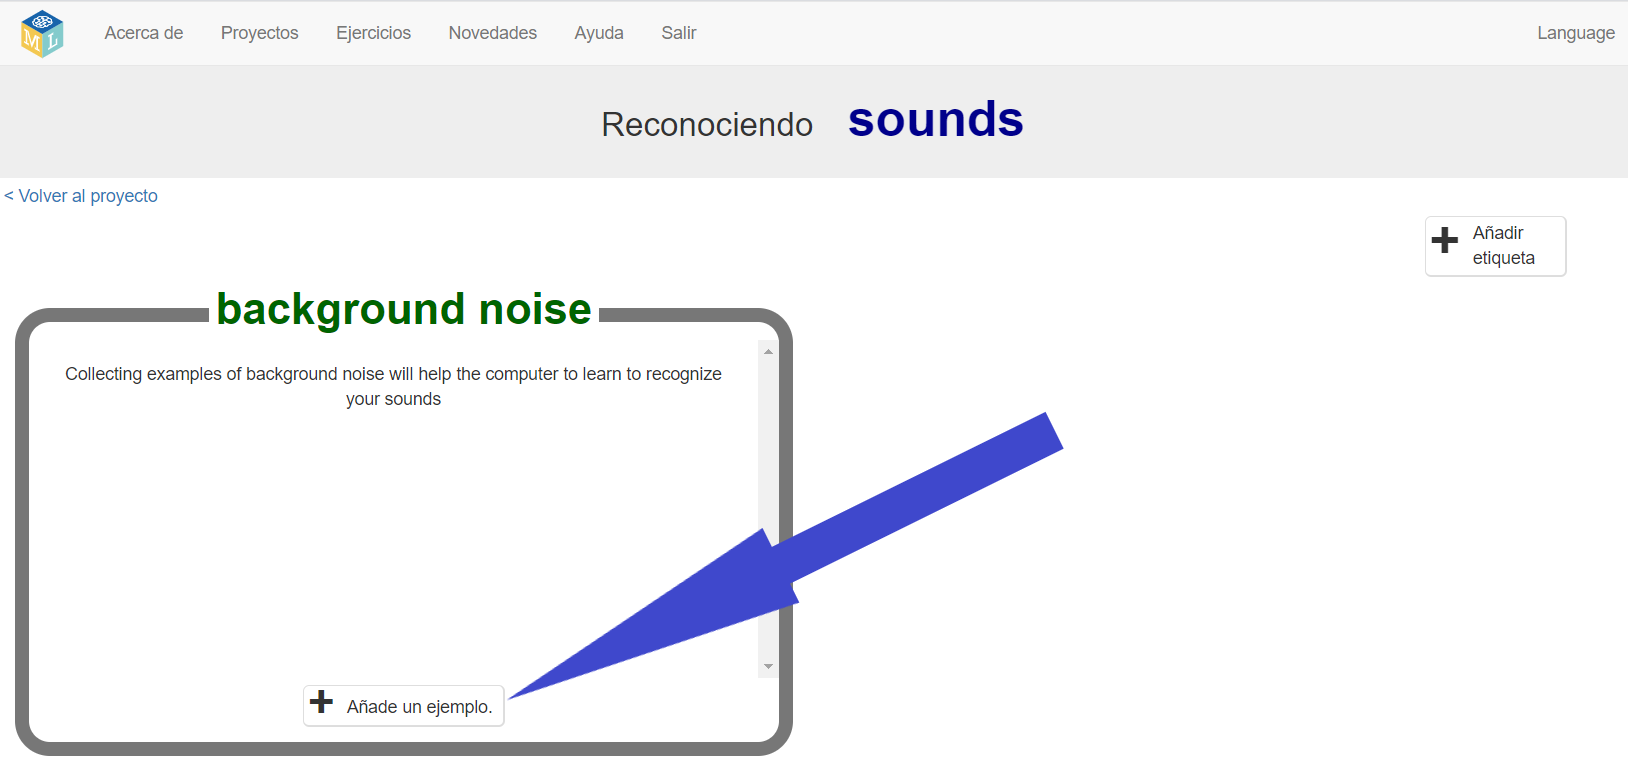 M L Acerca de Proyectos Ejercicios Novedades Ayuda Salir Language
Reconociendo sounds
< Volver al proyecto
Añadir
etiqueta
background noise
Collecting examples of background noise will help the computer to learn to recognize
your sounds
Añade un ejemplo.